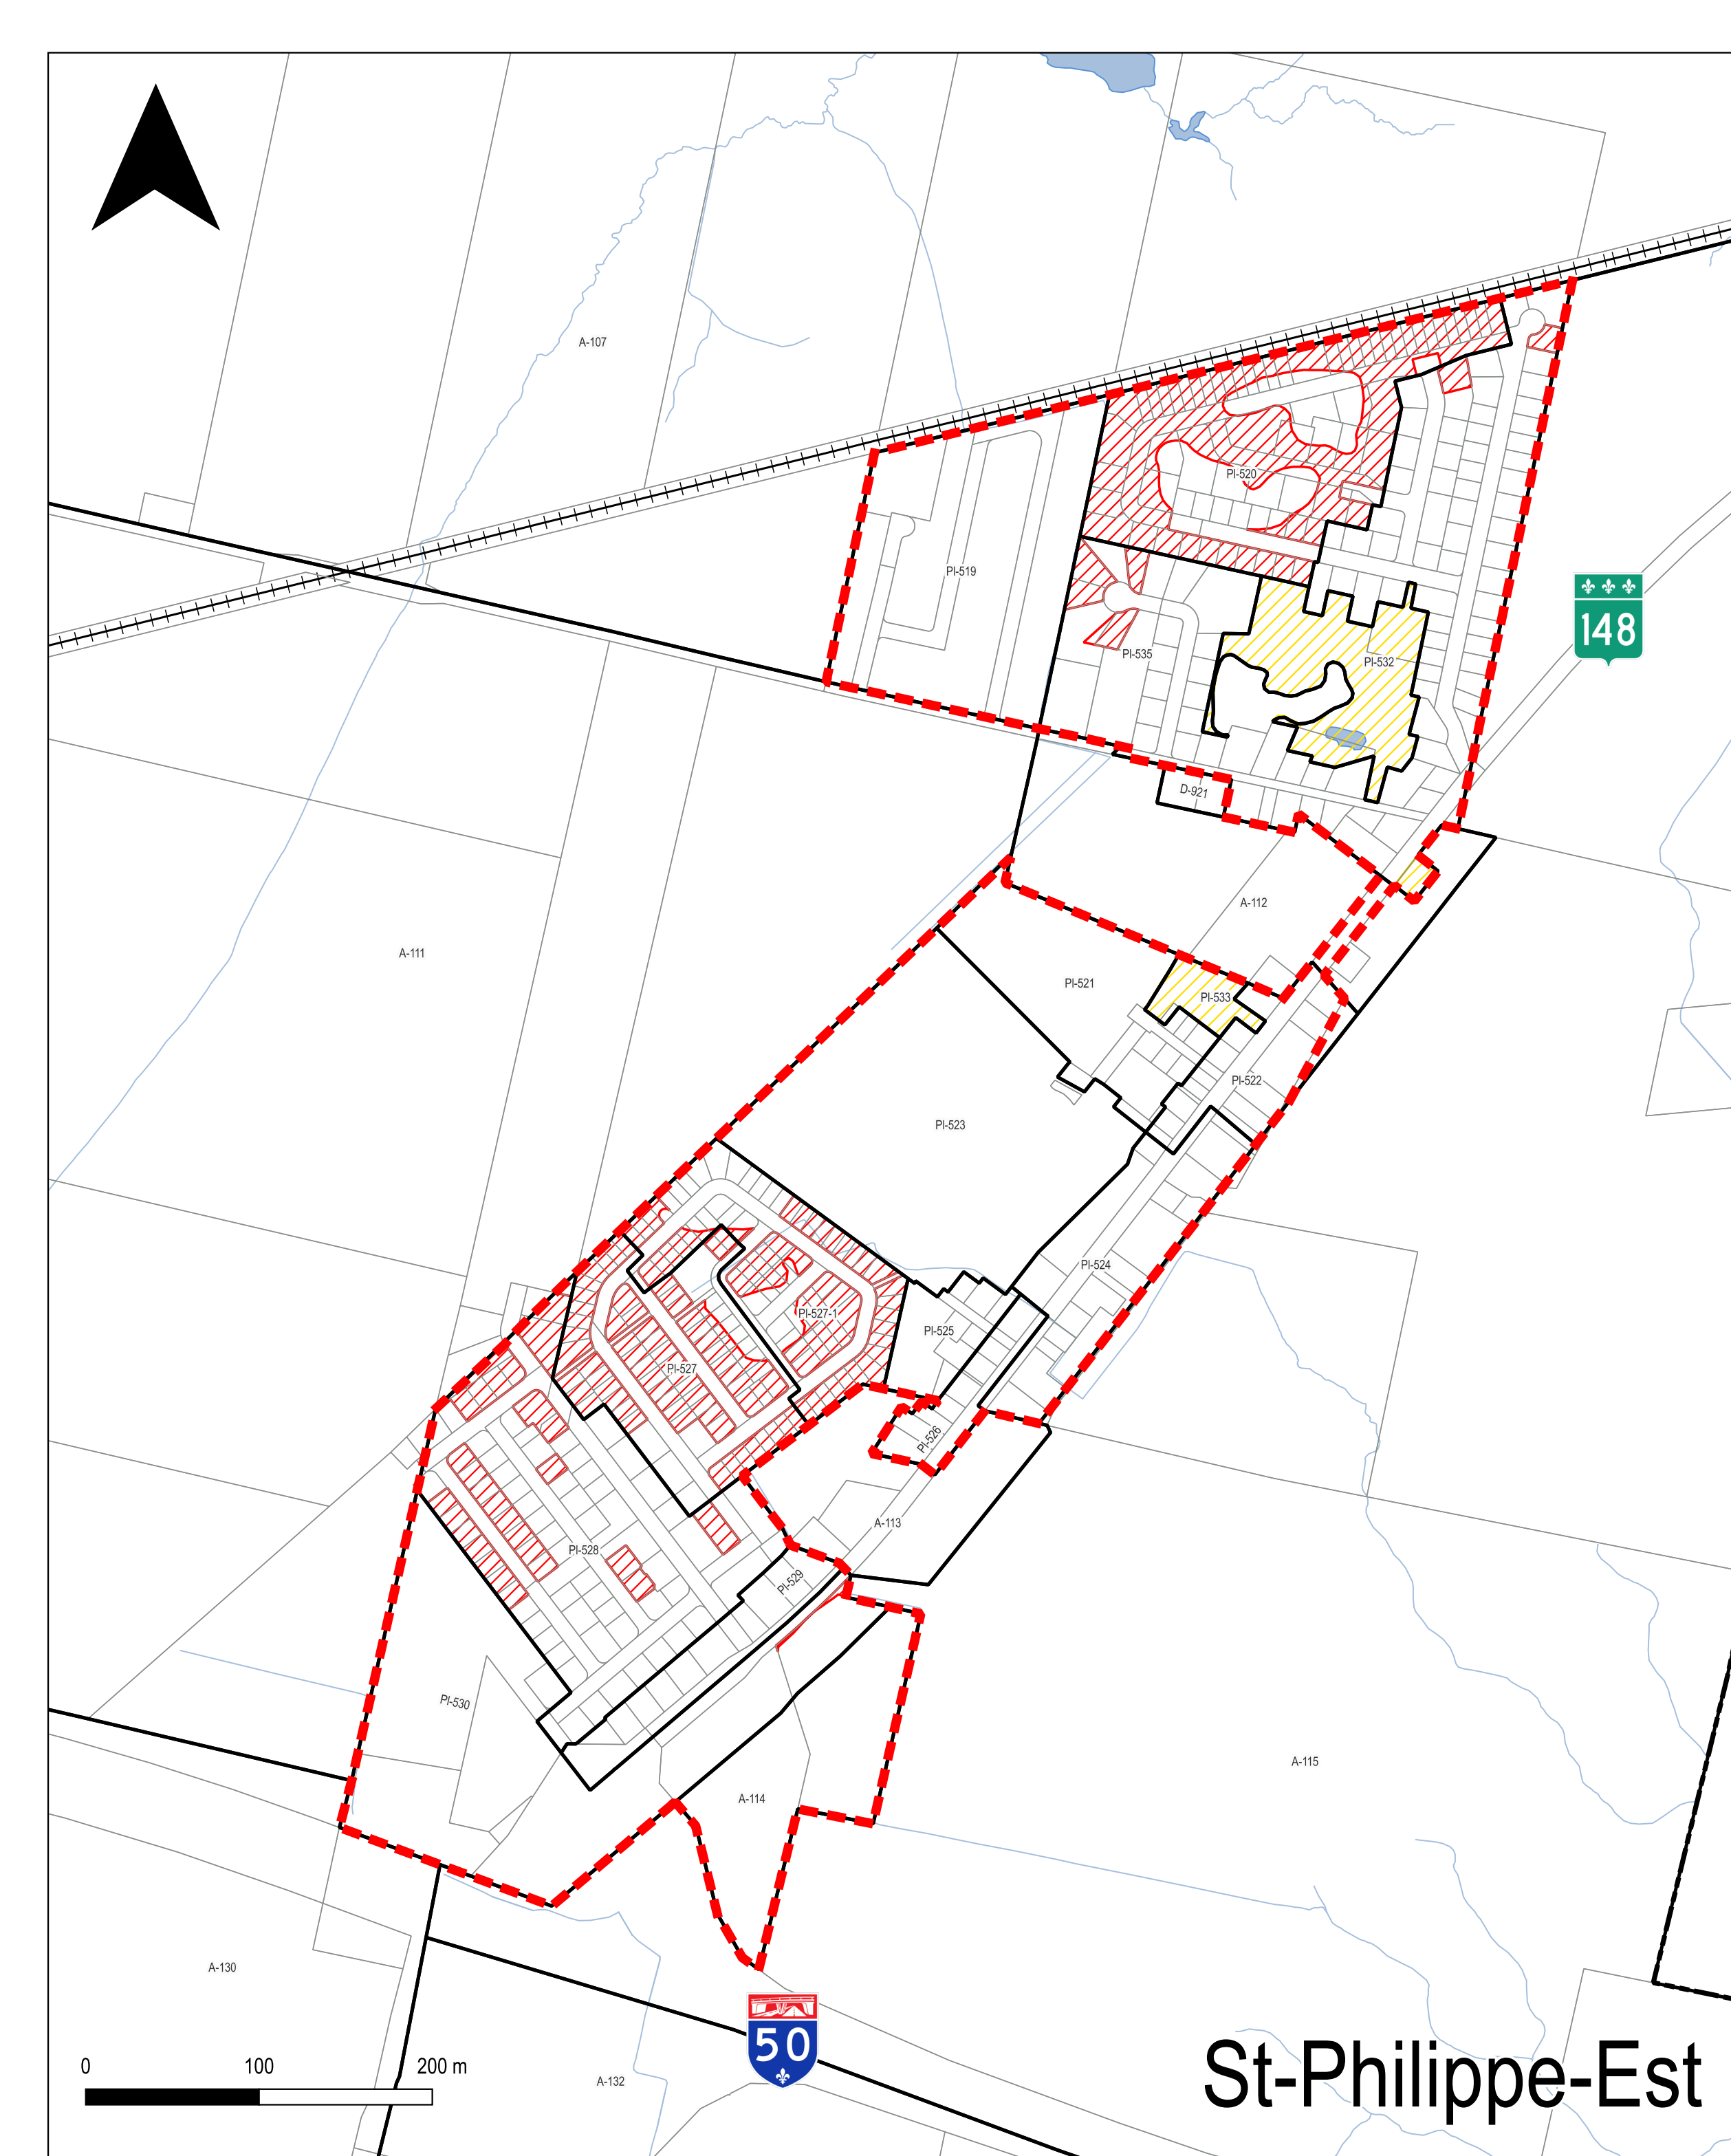 A-107
PI-520
PI-519
148
PI-535
PI-532
D-921
A-112
A-111
PI-521
PI-533
PI-522
PI-523
PI-524
PI-527-1
PI-525
PI-527
PI-526
A-113
PI-528
PI-529
PI-530
A-115
A-114
A-130
50
0 100 200 m
A-132
St-Philippe-Est